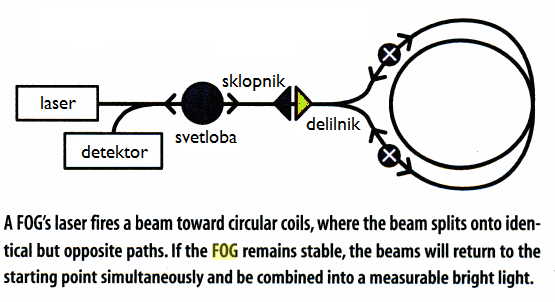 sklopnik
laser
delilnik
svetloba
detektor
A FOG's laser fires a beam toward circular coils, where the beam splits onto iden-
tical but opposite paths. If the FOG remains stable, the beams will return to the
starting point simultaneously and be combined into a measurable bright light.